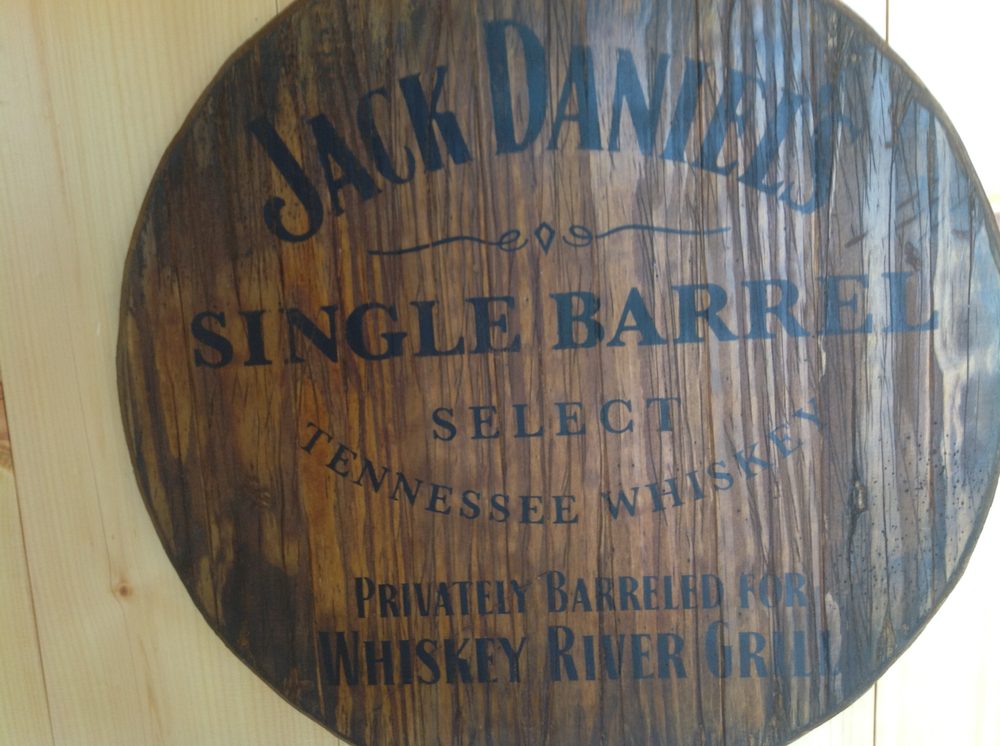 JACK DANIEL'S
SINGLE BARREL
SELECT
TENNESSEE WHISKEY
PRIVATELY BARRELED FOR
WHISKEY RIVER GRILL